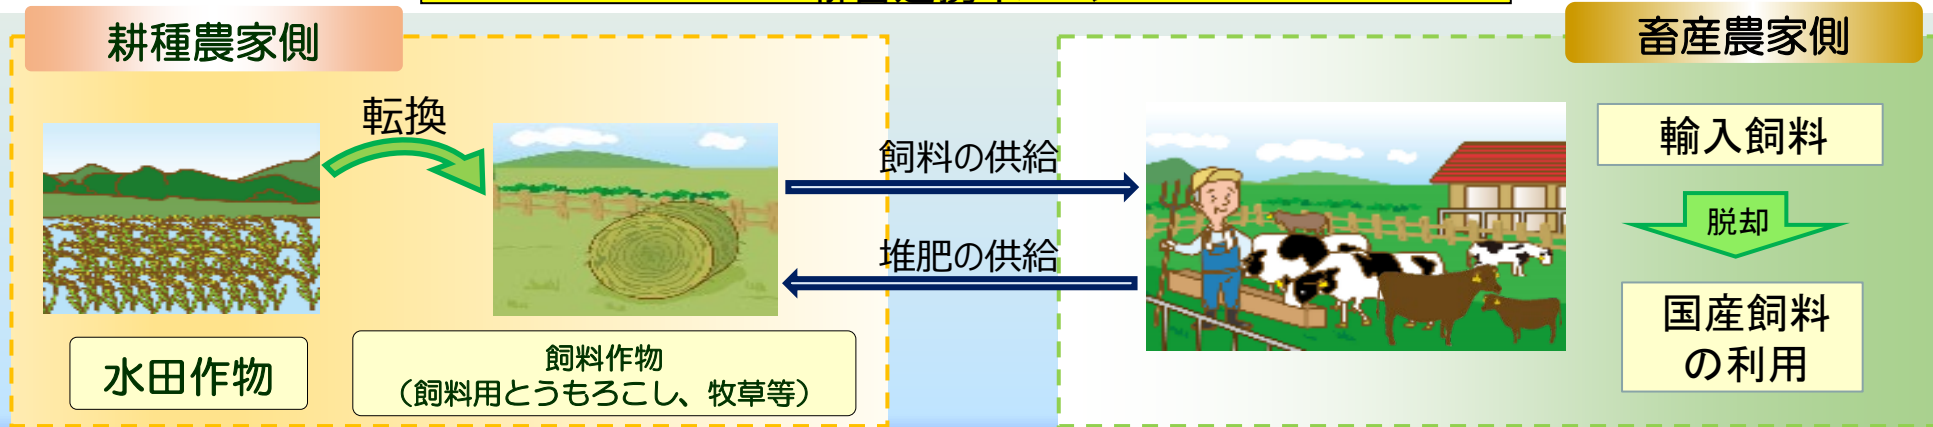 耕種農家側
畜産農家側
転換
飼料の供給
堆肥の供給
輸入飼料
脱却
国産飼料
の利用
水田作物
飼料作物
（飼料用とうもろこし、牧草等）